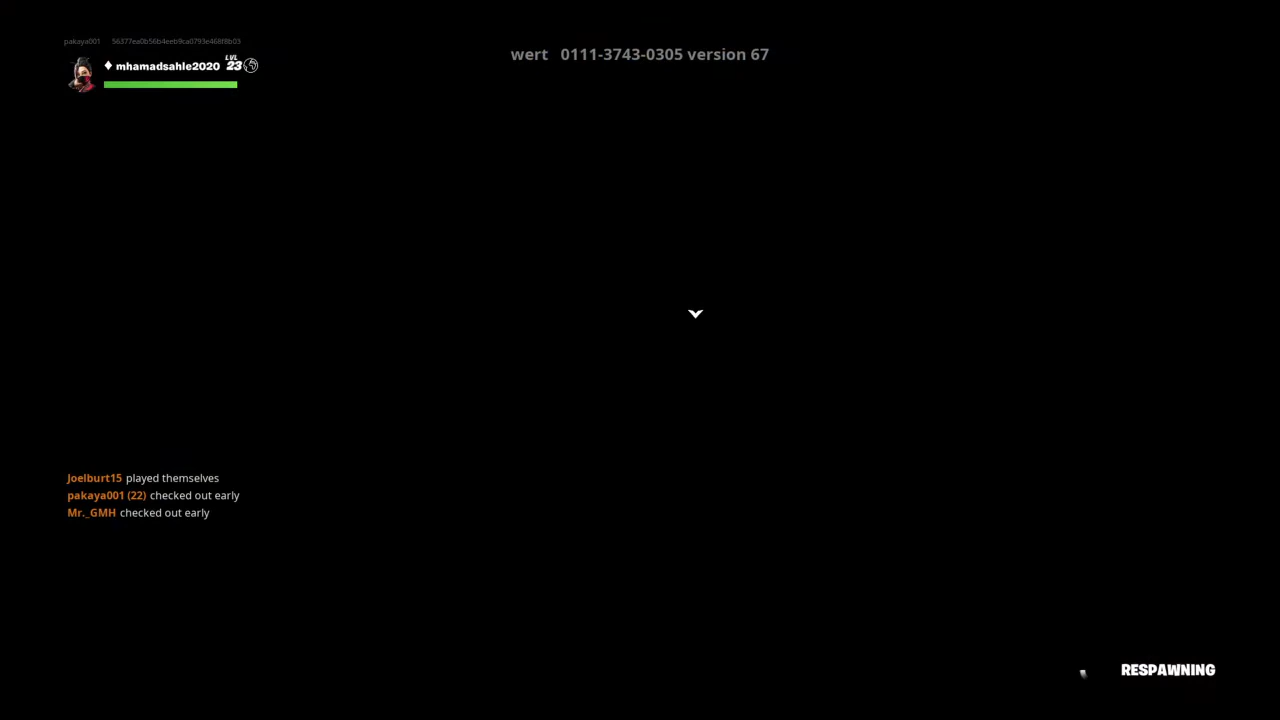 pakaya001 56377ea0b56b4eeb9ca0793e468f8b03
wert 0111-3743-0305 version 67
mhamadsahle2020 LVL 23
Joelburt15 played themselves
pakaya001 (22) checked out early
Mr._GMH checked out early
RESPAWNING